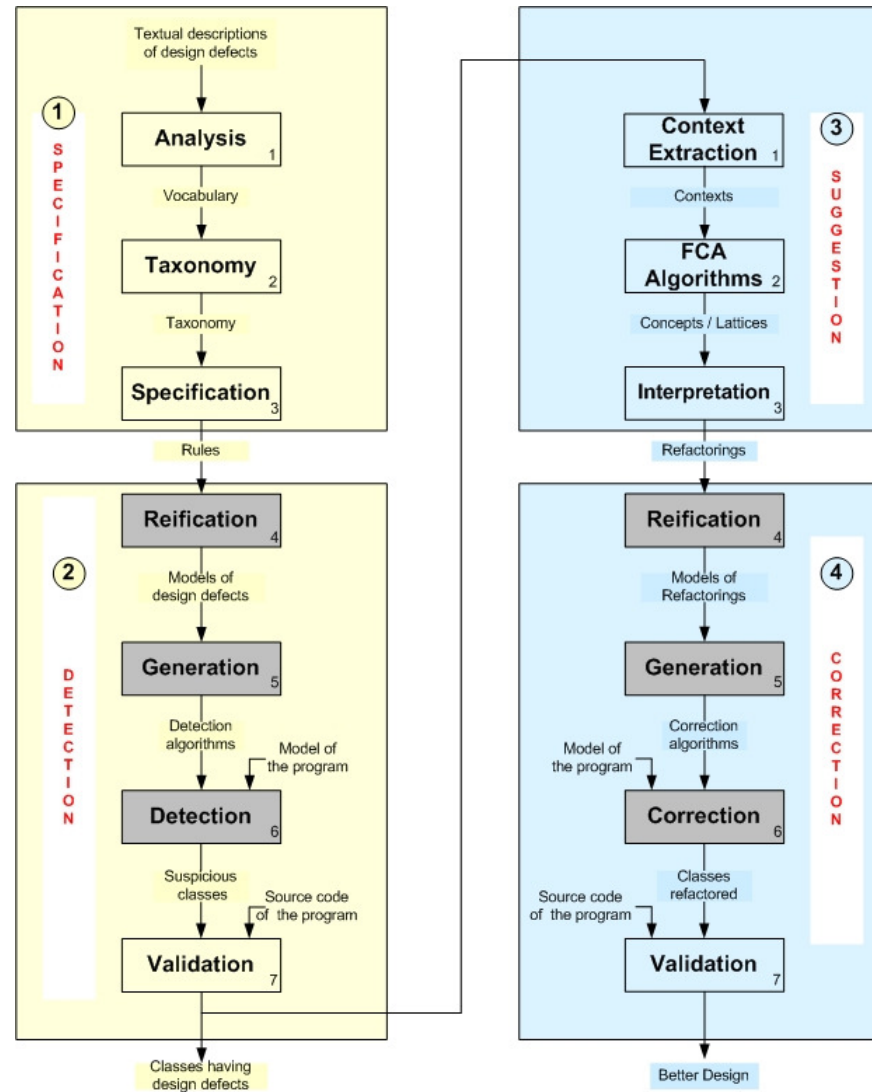 Textual descriptions
of design defects
1
SPECIFICATION
Analysis
1
Vocabulary
Taxonomy
2
Taxonomy
Specification
3
Rules
2
DETECTION
Reification
4
Models of
design defects
Generation
5
Detection
algorithms
Model of
the program
Detection
6
Suspicious
classes
Source code
of the program
Validation
7
Classes having
design defects
3
SUGGESTION
Context
Extraction
1
Contexts
FCA
Algorithms
2
Concepts / Lattices
Interpretation
3
Refactorings
4
CORRECTION
Reification
4
Models of
Refactorings
Generation
5
Correction
algorithms
Model of
the program
Correction
6
Classes
refactored
Source code
of the program
Validation
7
Better Design